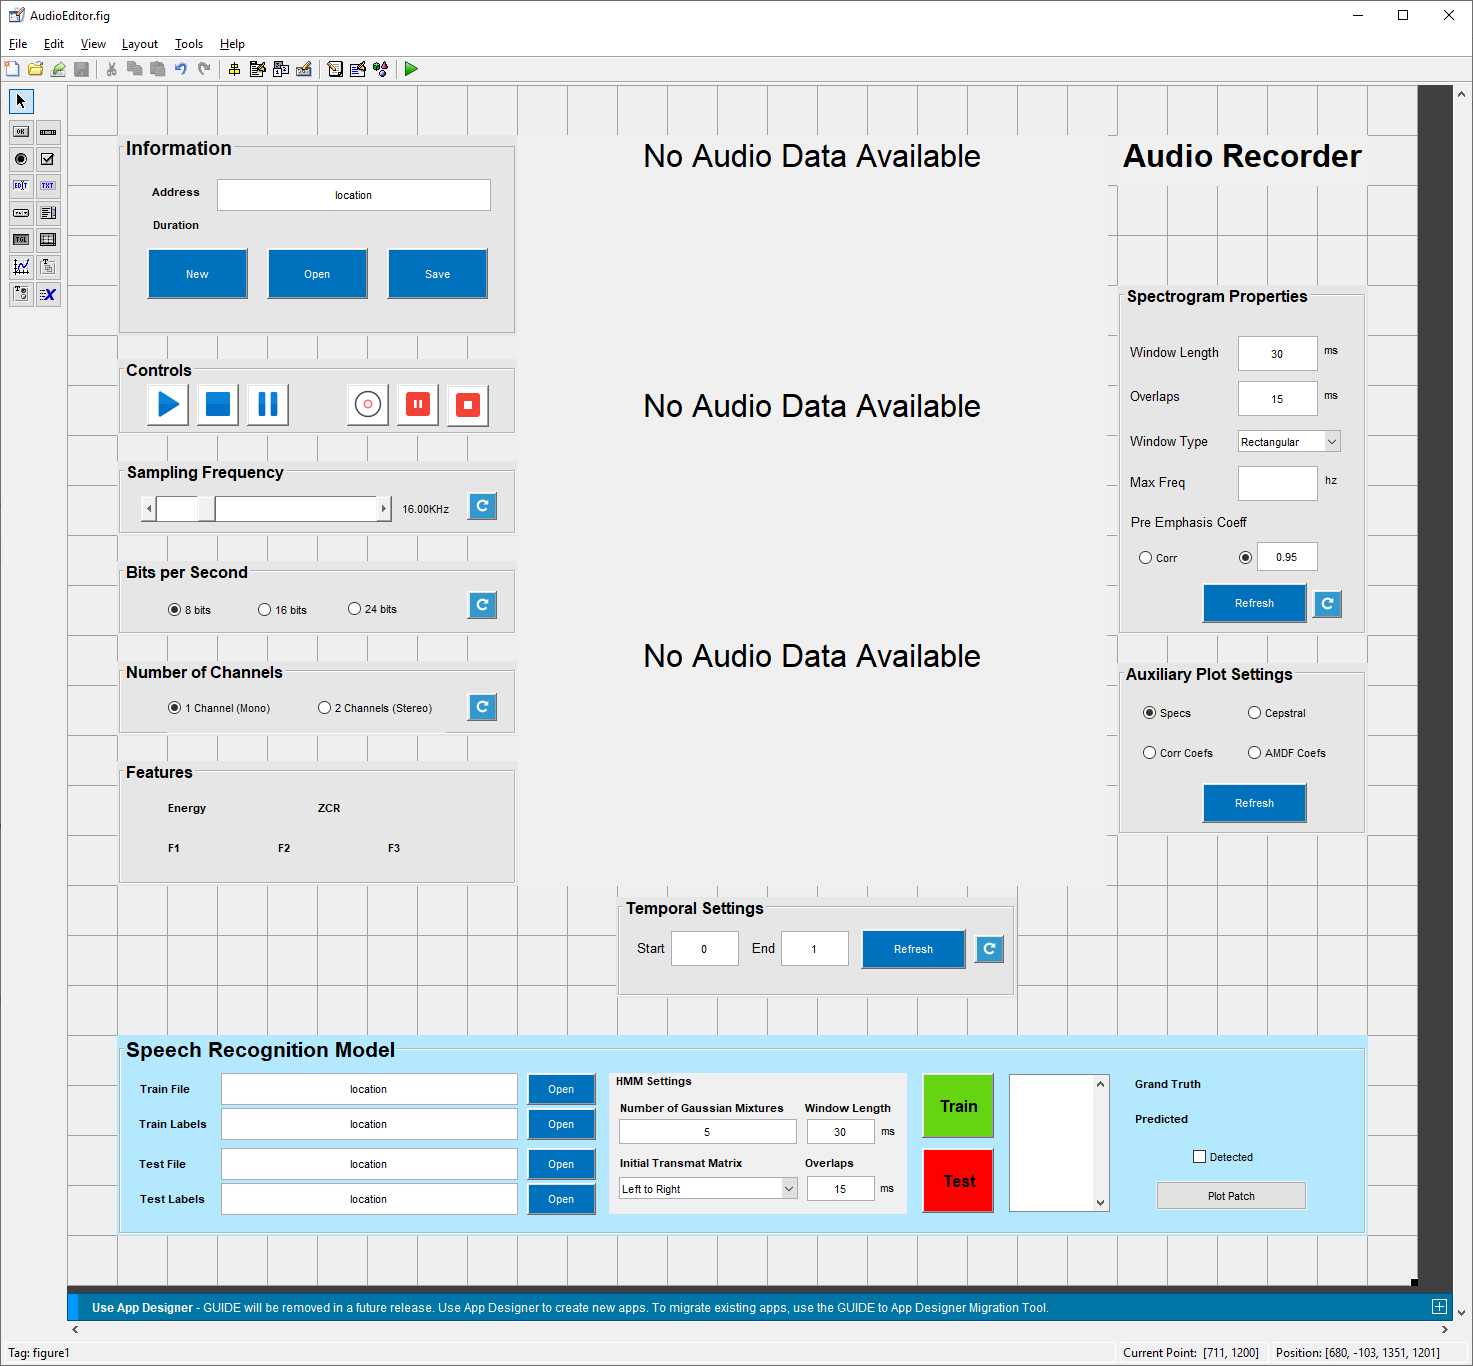 AudioEditor.fig
File Edit View Layout Tools Help
Information
Address
location
Duration
New
Open
Save
Controls
Sampling Frequency
16.00KHz
Bits per Second
8 bits
16 bits
24 bits
Number of Channels
1 Channel (Mono)
2 Channels (Stereo)
Features
Energy
ZCR
F1
F2
F3
No Audio Data Available
No Audio Data Available
No Audio Data Available
Audio Recorder
Spectrogram Properties
Window Length
30
ms
Overlaps
15
ms
Window Type
Rectangular
Max Freq
hz
Pre Emphasis Coeff
Corr
0.95
Refresh
Auxiliary Plot Settings
Specs
Cepstral
Corr Coefs
AMDF Coefs
Refresh
Temporal Settings
Start
0
End
1
Refresh
Speech Recognition Model
Train File
location
Open
Train Labels
location
Open
Test File
location
Open
Test Labels
location
Open
HMM Settings
Number of Gaussian Mixtures
5
Window Length
30
ms
Initial Transmat Matrix
Left to Right
Overlaps
15
ms
Train
Test
Grand Truth
Predicted
Detected
Plot Patch
Use App Designer - GUIDE will be removed in a future release. Use App Designer to create new apps. To migrate existing apps, use the GUIDE to App Designer Migration Tool.
Tag: figure1
Current Point: [711, 1200]
Position: [680, -103, 1351, 1201]